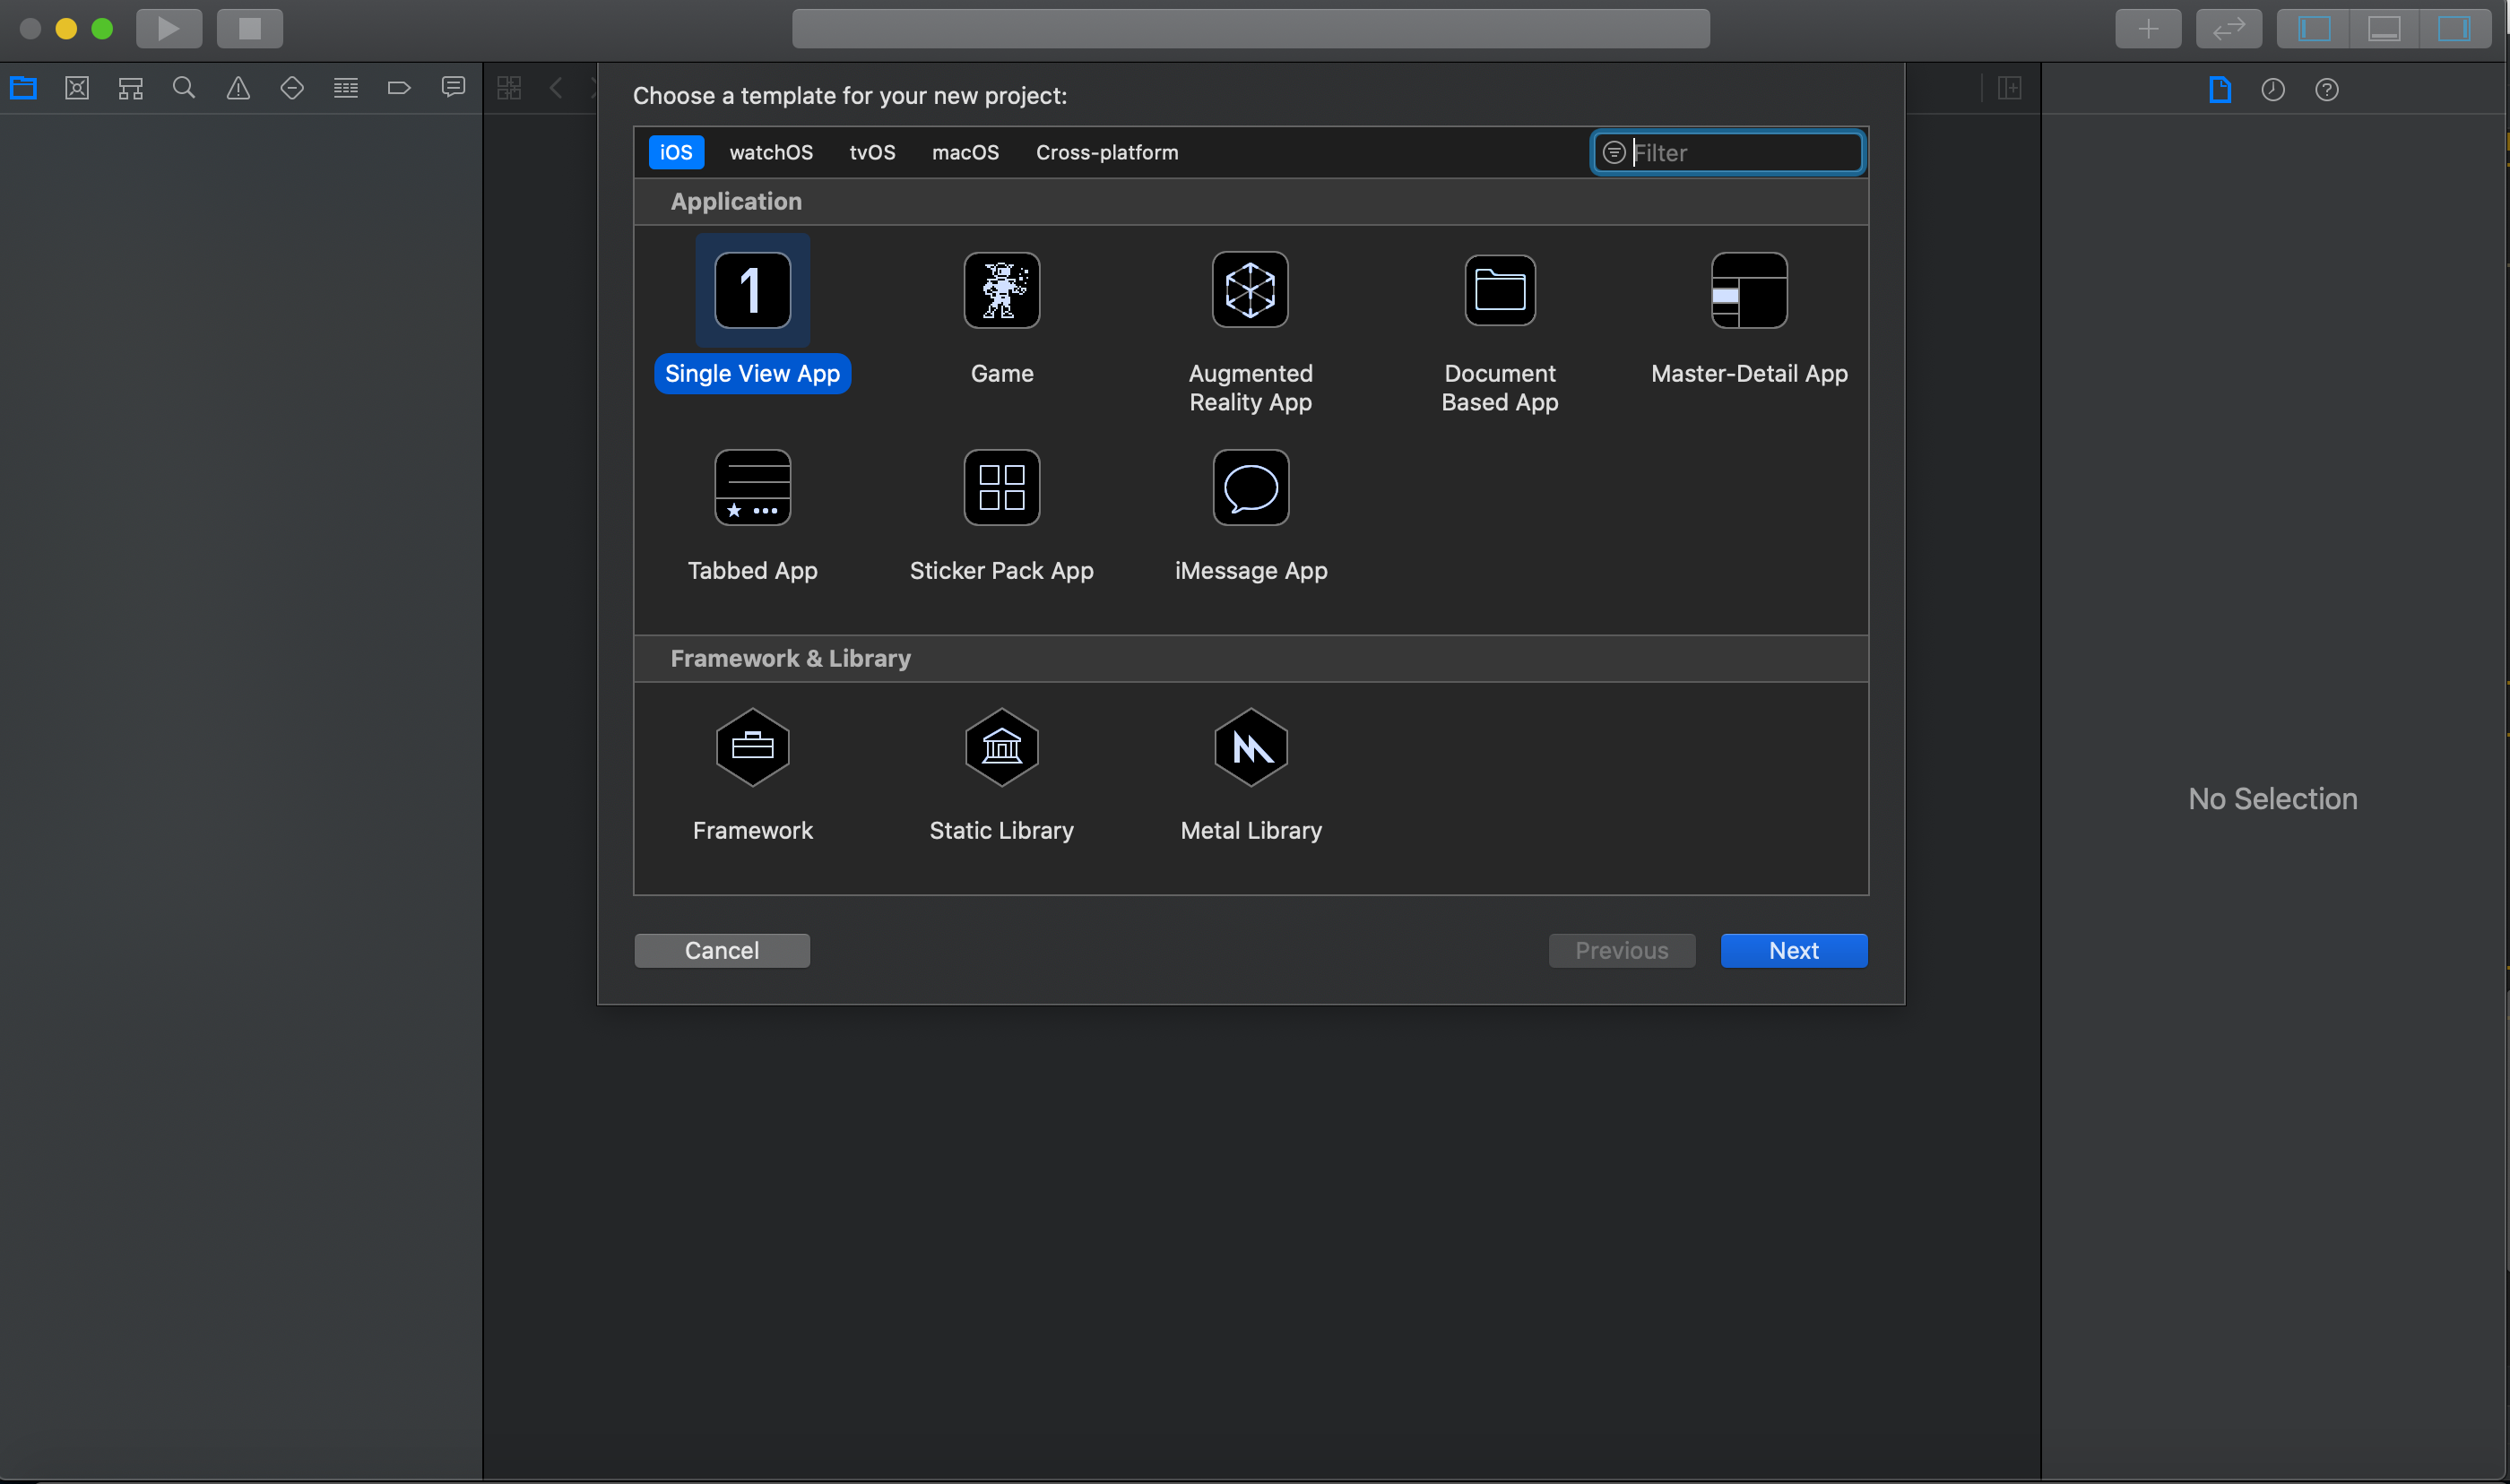 Choose a template for your new project:
iOS watchOS tvOS macOS Cross-platform Filter
Application
1
Single View App Game Augmented Document Master-Detail App
Reality App Based App
Tabbed App Sticker Pack App iMessage App
Framework & Library
Framework Static Library Metal Library
No Selection
Cancel Previous Next